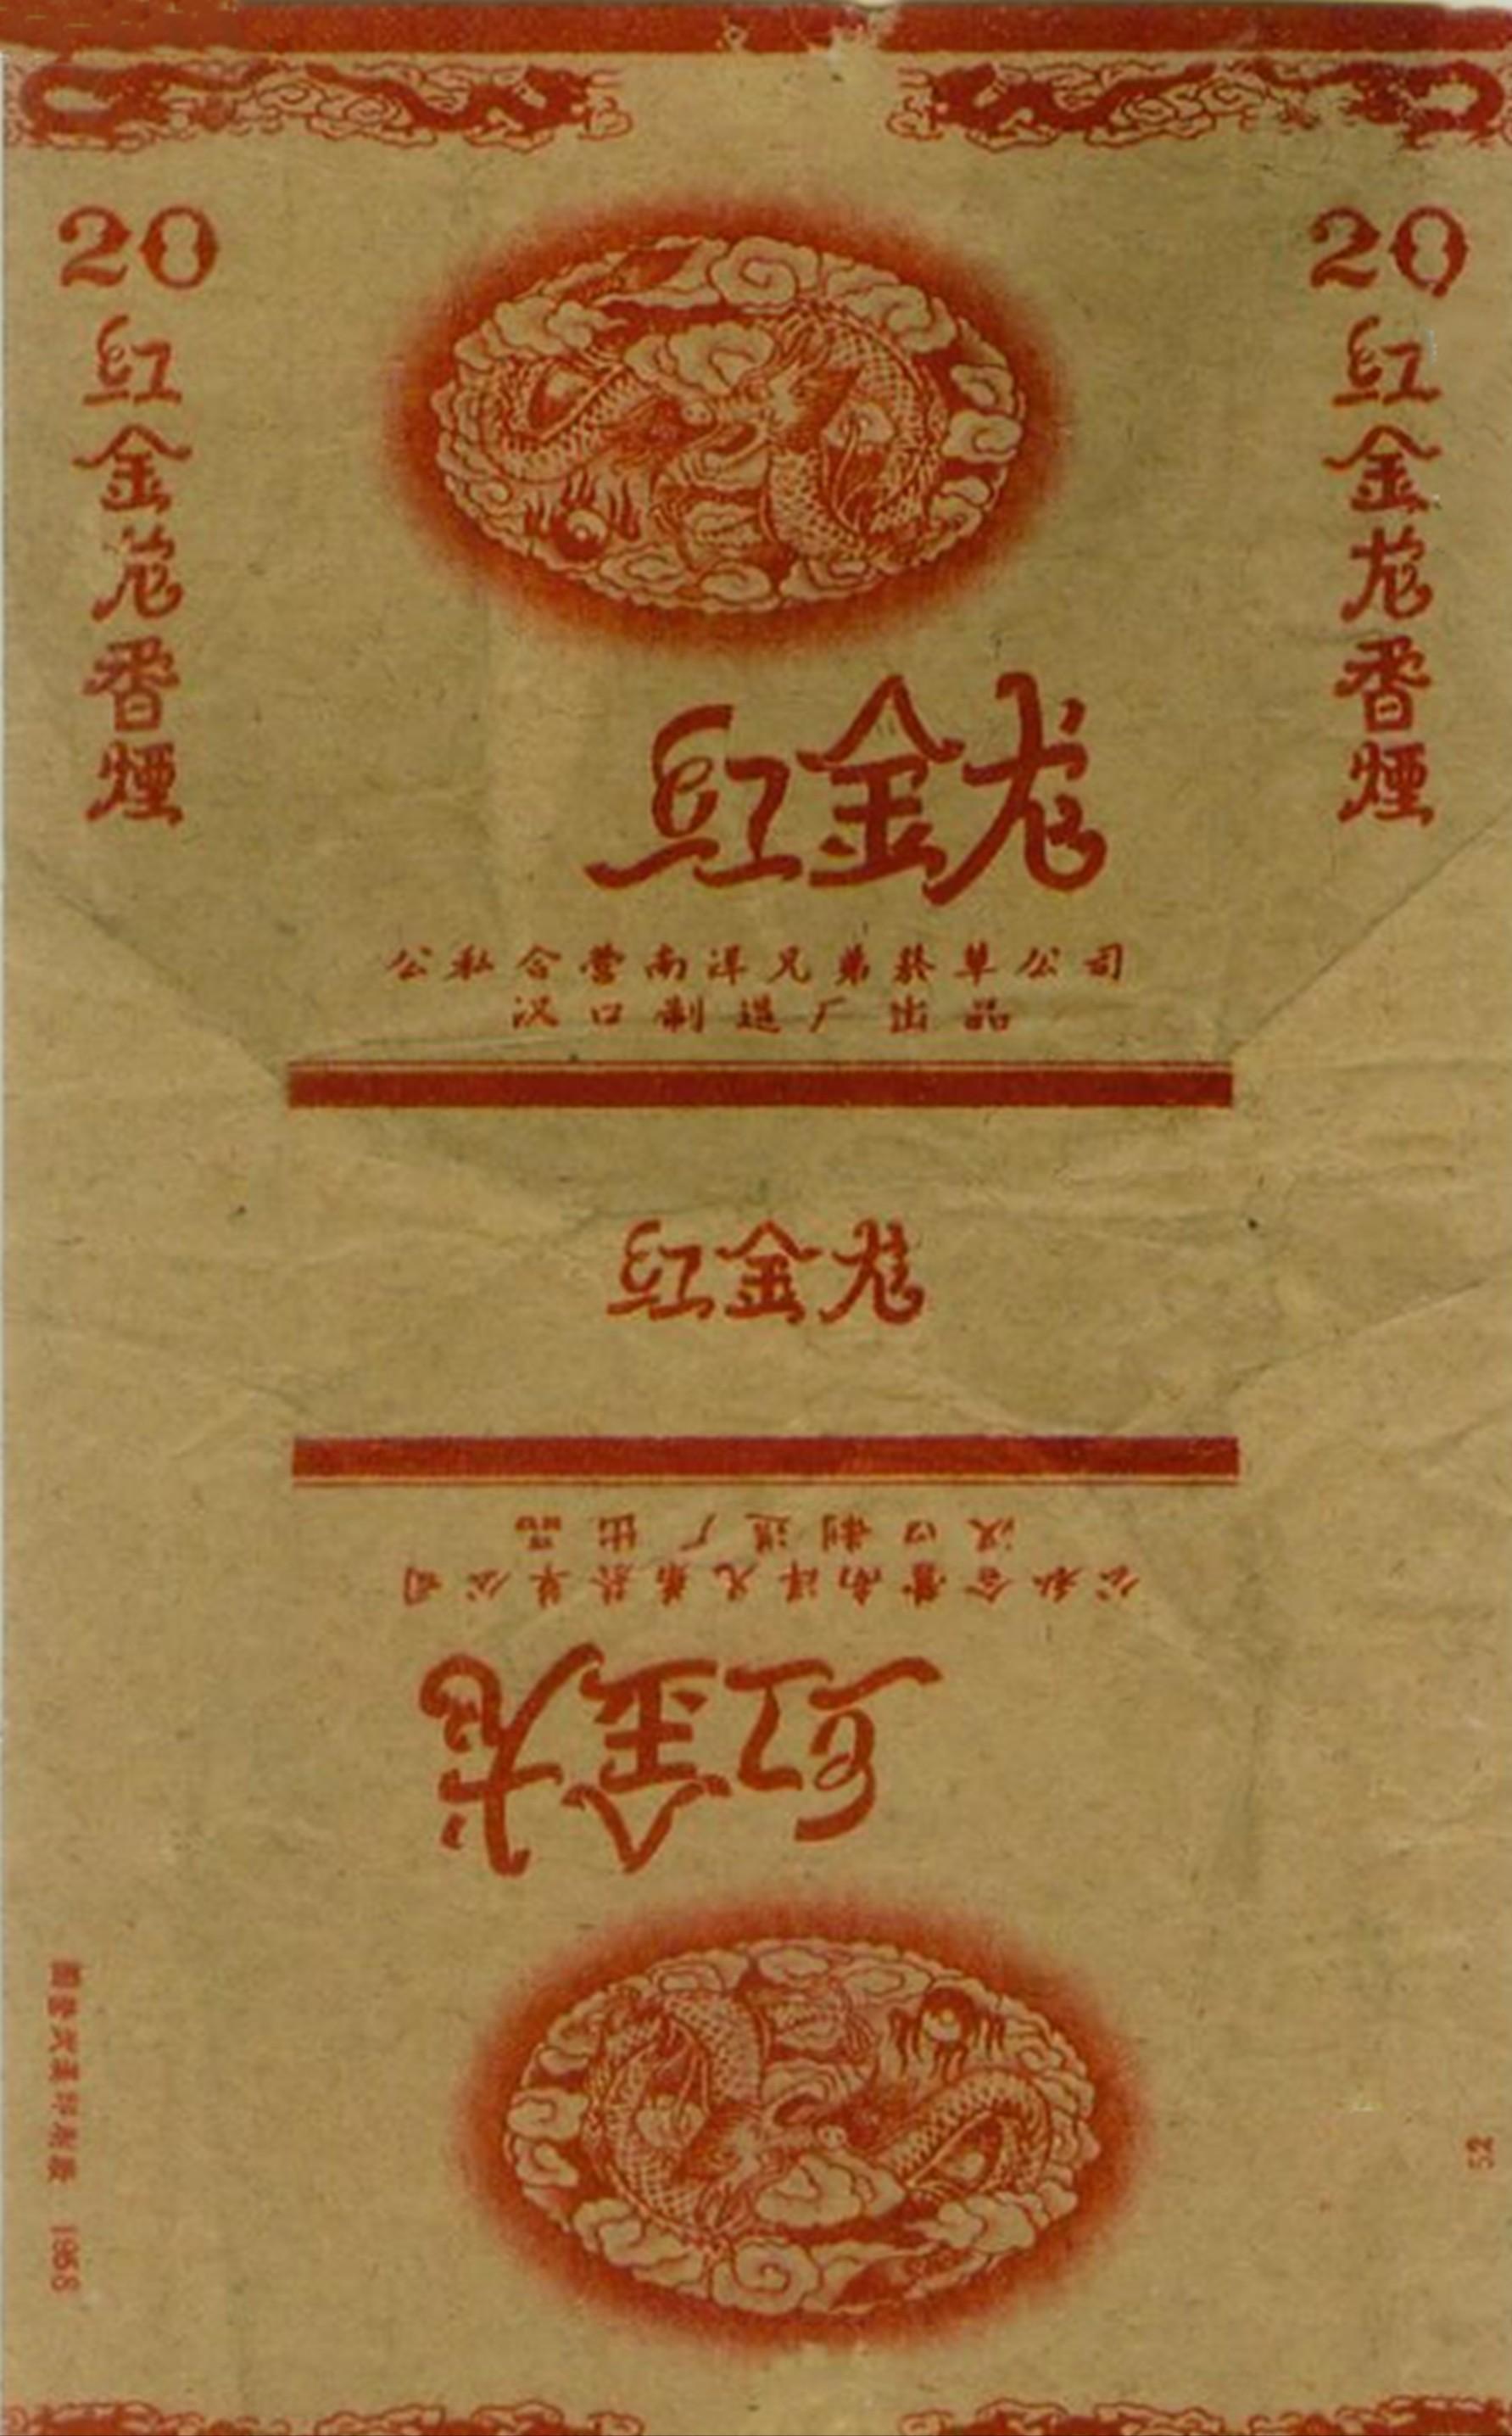 20
红
金
龙
香
煙
20
红
金
龙
香
煙
红金龙
公私合营南洋兄弟菸草公司
汉口制造厂出品
红金龙
公私合营南洋兄弟菸草公司
汉口制造厂出品
红金龙
52